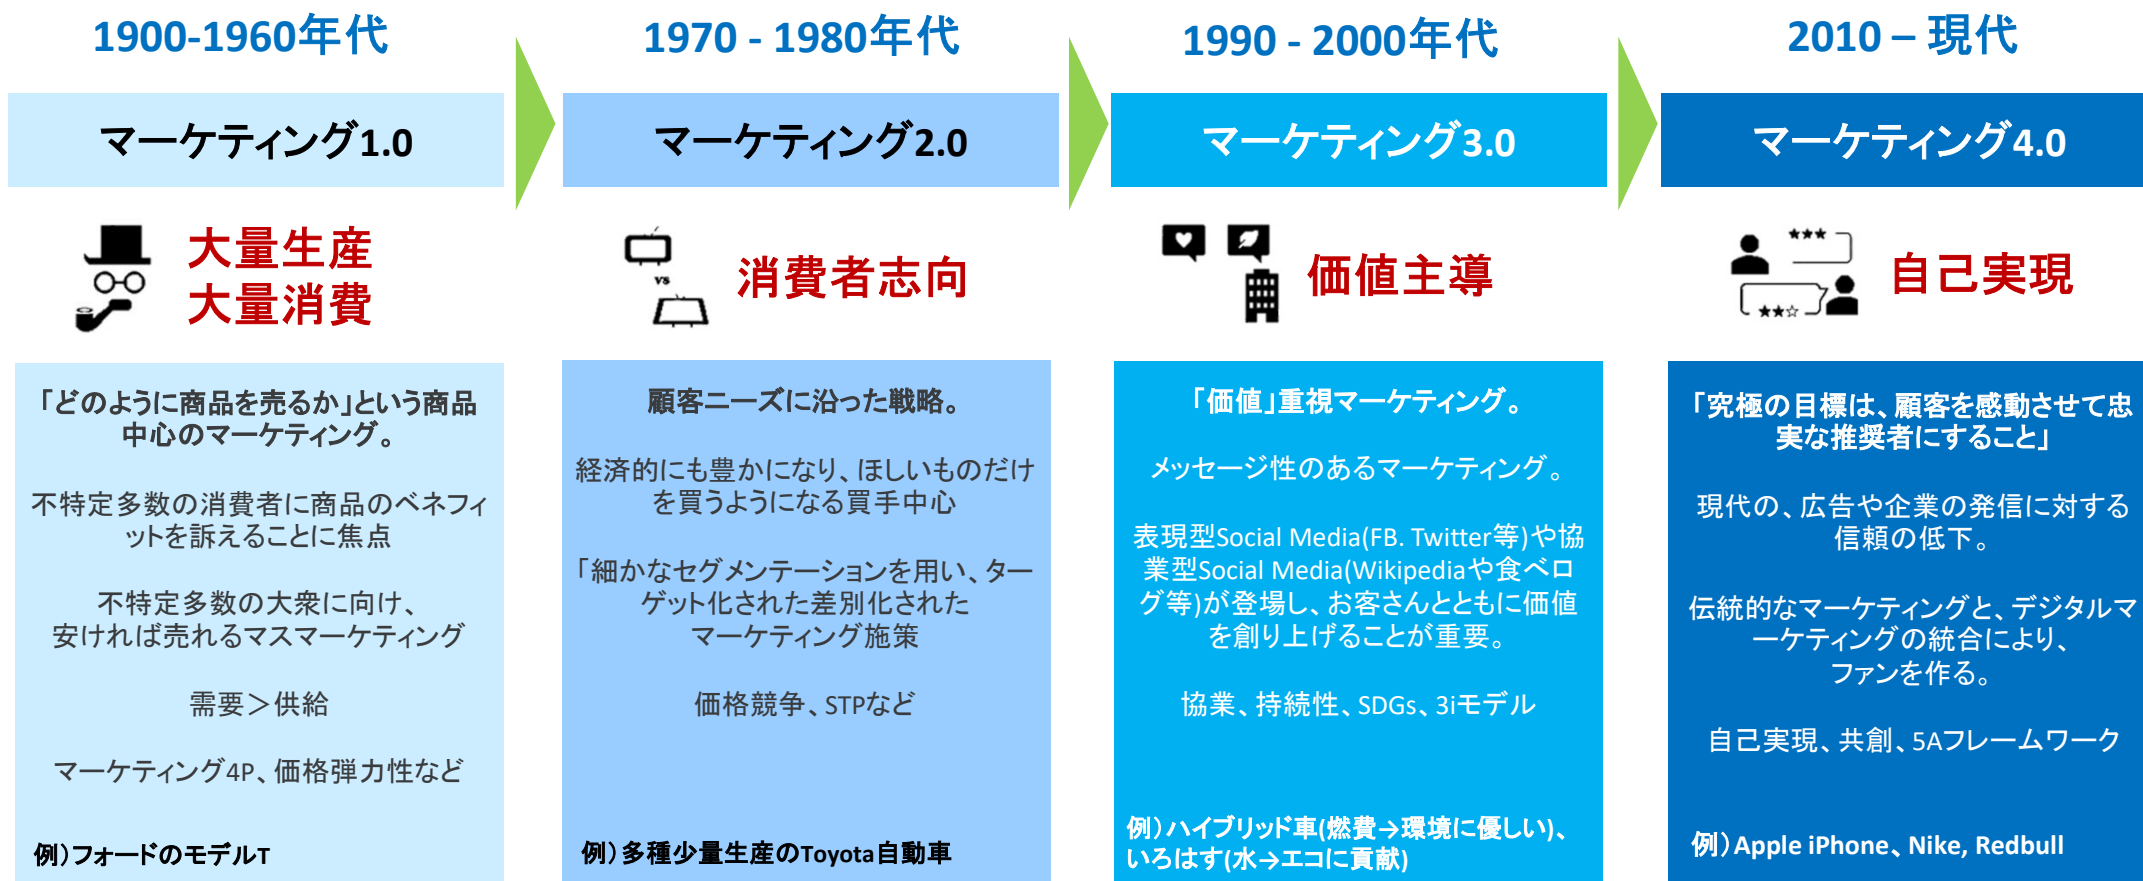 1900-1960年代
マーケティング1.0
大量生産
大量消費
「どのように商品を売るか」という商品
中心のマーケティング。
不特定多数の消費者に商品のベネフィ
ットを訴えることに焦点
不特定多数の大衆に向け、
安ければ売れるマスマーケティング
需要＞供給
マーケティング4P、価格弾力性など
例）フォードのモデルT
1970 - 1980年代
マーケティング2.0
vs
消費者志向
顧客ニーズに沿った戦略。
経済的にも豊かになり、ほしいものだけ
を買うようになる買手中心
「細かなセグメンテーションを用い、ター
ゲット化された差別化された
マーケティング施策
価格競争、STPなど
例）多種少量生産のToyota自動車
1990 - 2000年代
マーケティング3.0
価値主導
「価値」重視マーケティング。
メッセージ性のあるマーケティング。
表現型Social Media(FB. Twitter等)や協
業型Social Media(Wikipediaや食べロ
グ等)が登場し、お客さんとともに価値
を創り上げることが重要。
協業、持続性、SDGs、3iモデル
例）ハイブリッド車(燃費→環境に優しい)、
いろはす(水→エコに貢献)
2010 – 現代
マーケティング4.0
自己実現
「究極の目標は、顧客を感動させて忠
実な推奨者にすること」
現代の、広告や企業の発信に対する
信頼の低下。
伝統的なマーケティングと、デジタルマ
ーケティングの統合により、
ファンを作る。
自己実現、共創、5Aフレームワーク
例）Apple iPhone、Nike, Redbull